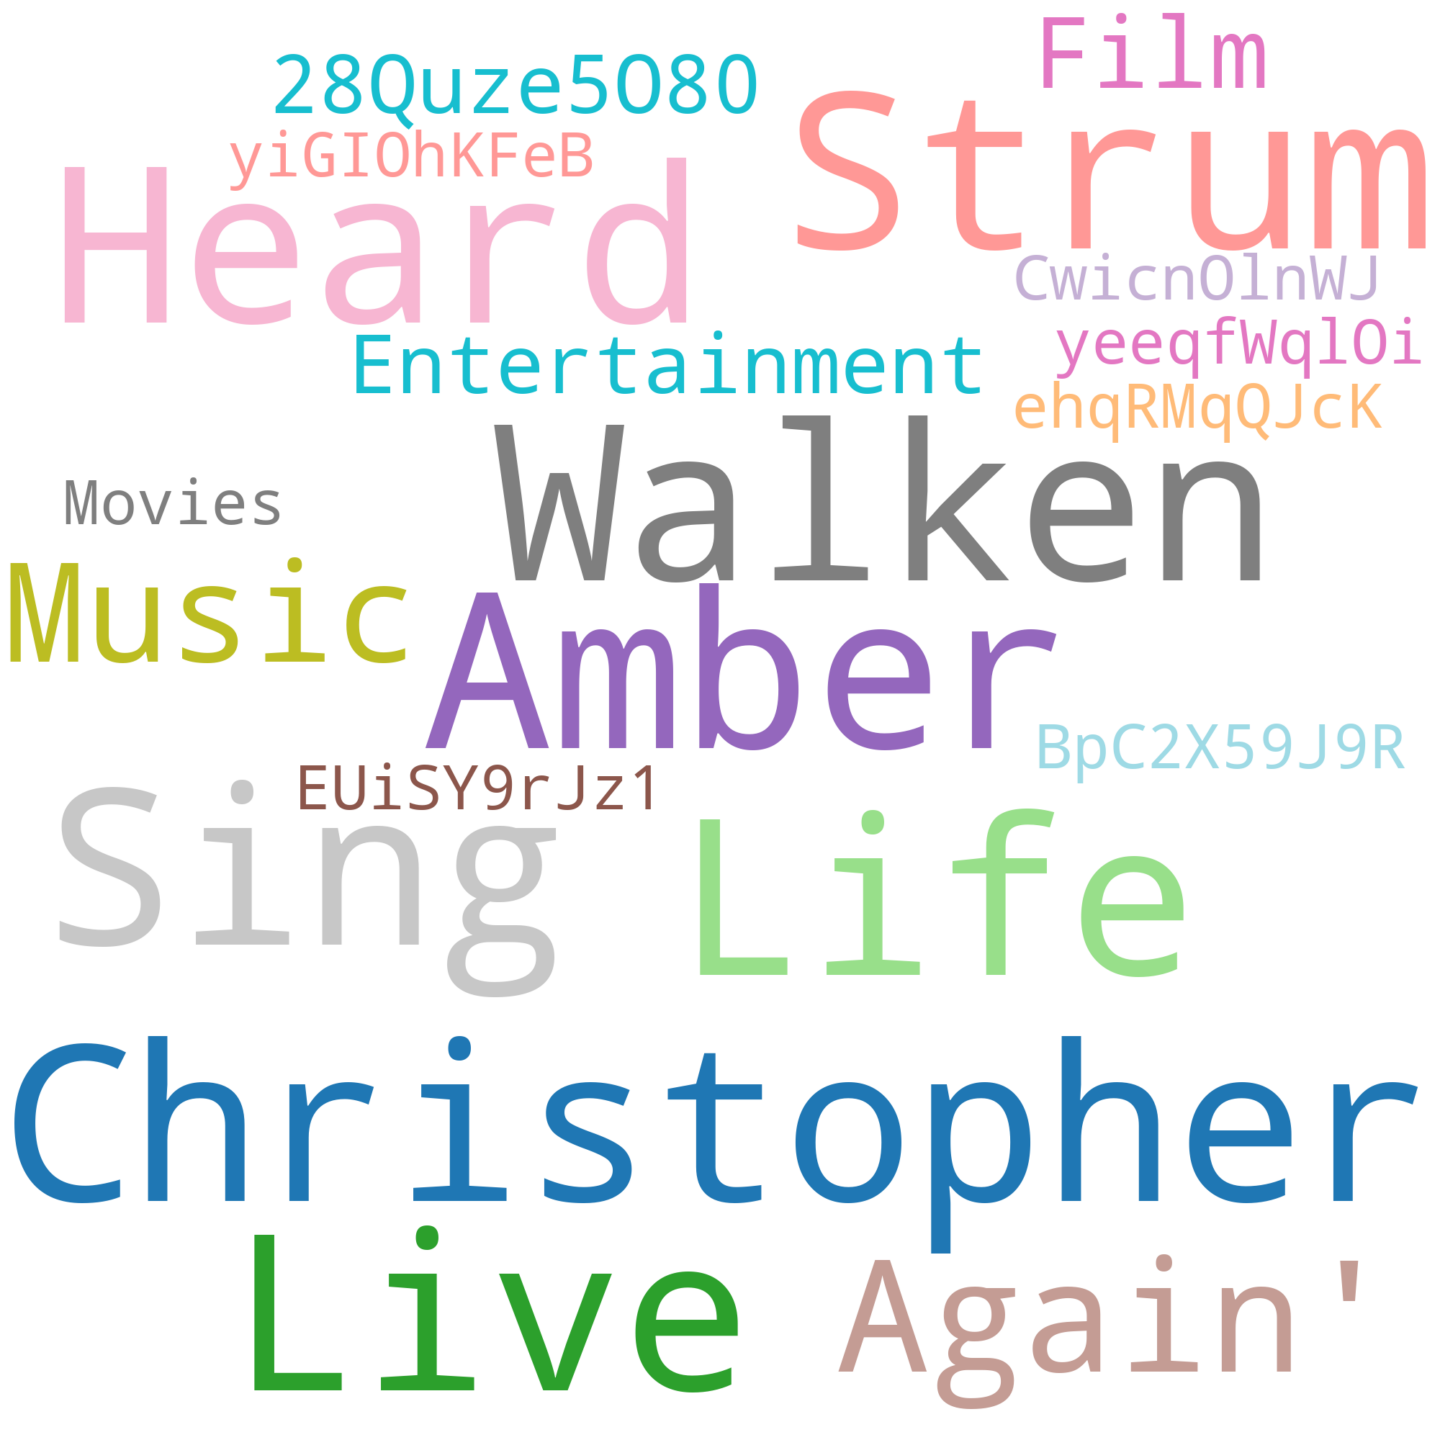 Film
28Quze5O8O
Strum
yiGIOhKFeB
Heard
CwicnOlnWJ
yeeqfWqlOi
Entertainment
ehqRMqQJcK
Walken
Movies
Music
Amber
BpC2X59J9R
EUiSY9rJz1
Sing
Life
Christopher
Live
Again'